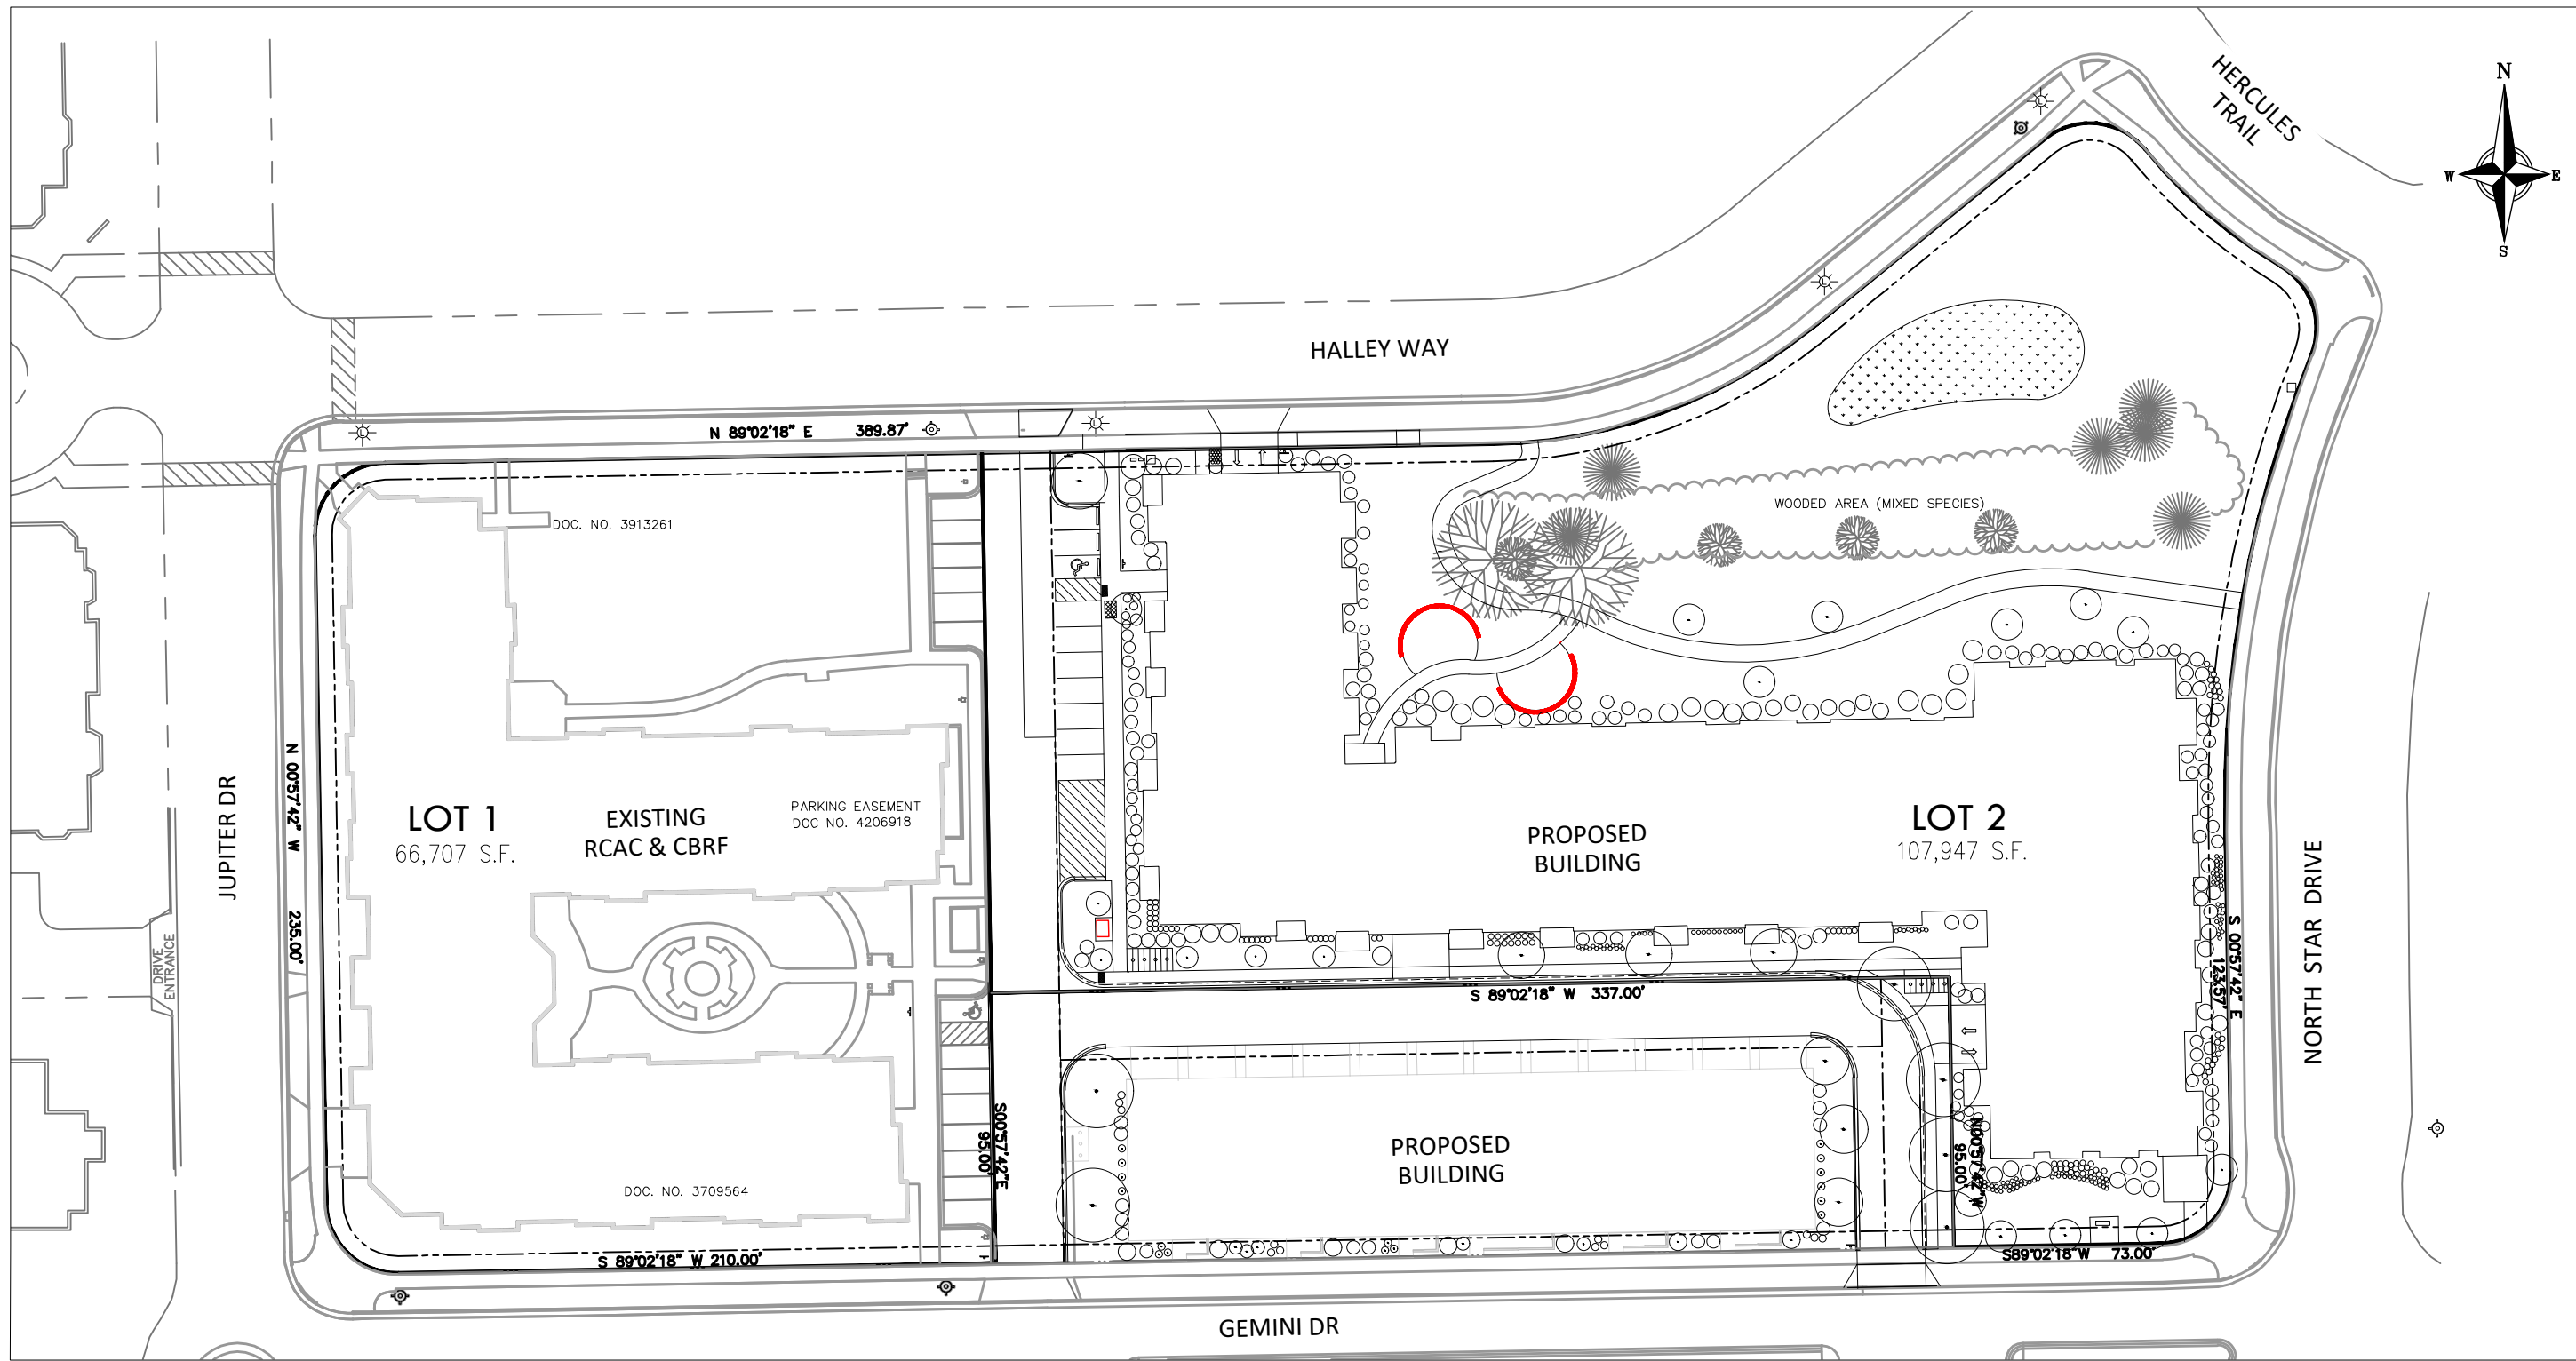 HERCULES
TRAIL
N
W
E
S
HALLEY WAY
N 89°02'18" E 389.87'
DOC. NO. 3913261
WOODED AREA (MIXED SPECIES)
JUPITER DR
N 00°57'42" W 235.00'
LOT 1
66,707 S.F.
EXISTING
RCAC & CBRF
PARKING EASEMENT
DOC NO. 4206918
PROPOSED
BUILDING
LOT 2
107,947 S.F.
NORTH STAR DRIVE
S 00°57'42" E
123.57'
DRIVE
ENTRANCE
S 89°02'18" W 337.00'
S00°57'42"E
95.00'
PROPOSED
BUILDING
N00°57'42"W
95.00'
DOC. NO. 3709564
S 89°02'18" W 210.00'
S89°02'18"W 73.00'
GEMINI DR